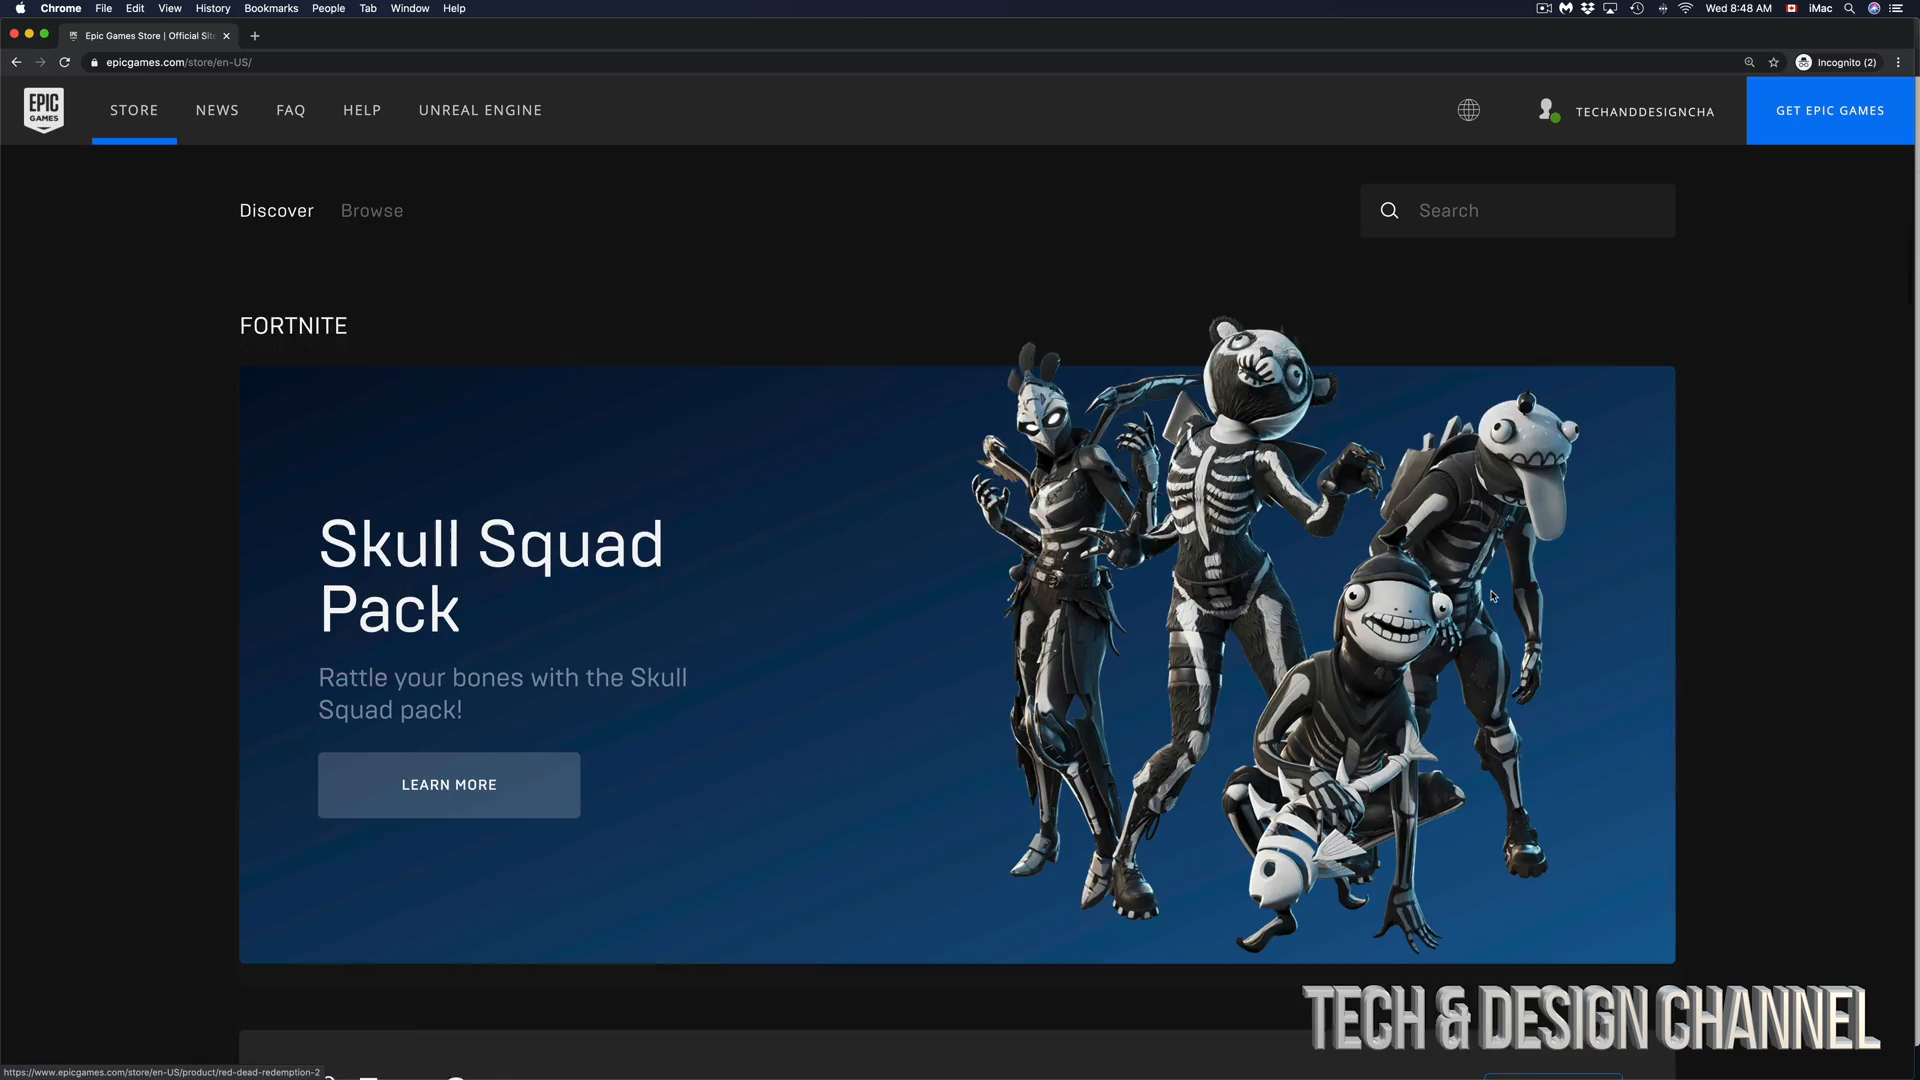 Chrome File Edit View History Bookmarks People Tab Window Help
Wed 8:48 AM iMac
Epic Games Store | Official Sit
epicgames.com/store/en-US/
Incognito (2)
EPIC
GAMES
STORE NEWS FAQ HELP UNREAL ENGINE
TECHANDDESIGNCHA
GET EPIC GAMES
Discover Browse
Search
FORTNITE
Skull Squad
Pack
Rattle your bones with the Skull
Squad pack!
LEARN MORE
TECH & DESIGN CHANNEL
https://www.epicgames.com/store/en-US/product/red-dead-redemption-2